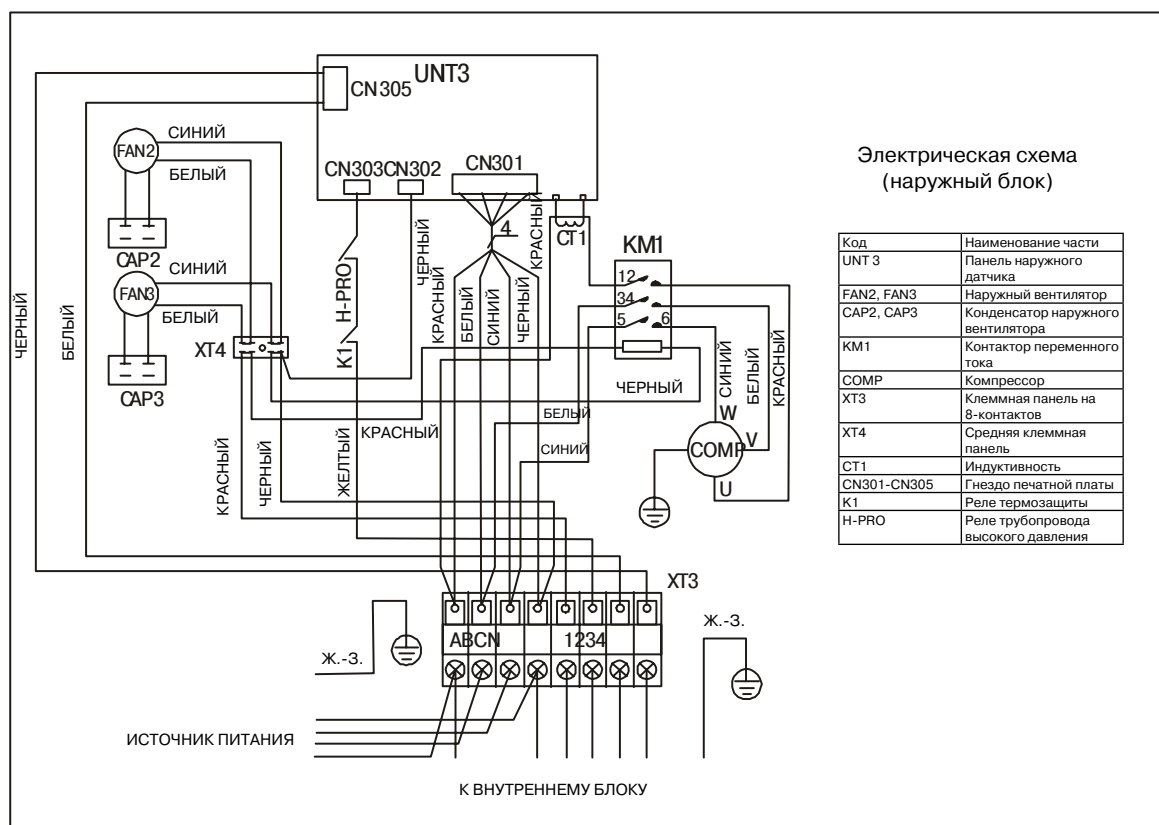 UNT3
CN305
СИНИЙ
FAN2
БЕЛЫЙ
CN303
CN302
CN301
4
КРАСНЫЙ
CT1
KM1
CAP2
СИНИЙ
FAN3
БЕЛЫЙ
ЧЕРНЫЙ
БЕЛЫЙ
H-PRO
ЧЕРНЫЙ
КРАСНЫЙ
БЕЛЫЙ
СИНИЙ
ЧЕРНЫЙ
12
34
5
6
XT4
K1
CAP3
ЧЕРНЫЙ
СИНИЙ
БЕЛЫЙ
КРАСНЫЙ
КРАСНЫЙ
БЕЛЫЙ
СИНИЙ
W
V
COMP
U
КРАСНЫЙ
ЧЕРНЫЙ
ЖЕЛТЫЙ
XT3
ABCN
1234
Ж.-З.
Ж.-З.
ИСТОЧНИК ПИТАНИЯ
К ВНУТРЕННЕМУ БЛОКУ
Электрическая схема
(наружный блок)
Код Наименование части
UNT 3 Панель наружного
датчика
FAN2, FAN3 Наружный вентилятор
CAP2, CAP3 Конденсатор наружного
вентилятора
KM1 Контактор переменного
тока
COMP Компрессор
XT3 Клеммная панель на
8-контактов
XT4 Средняя клеммная
панель
CT1 Индуктивность
CN301-CN305 Гнездо печатной платы
K1 Реле термозащиты
H-PRO Реле трубопровода
высокого давления